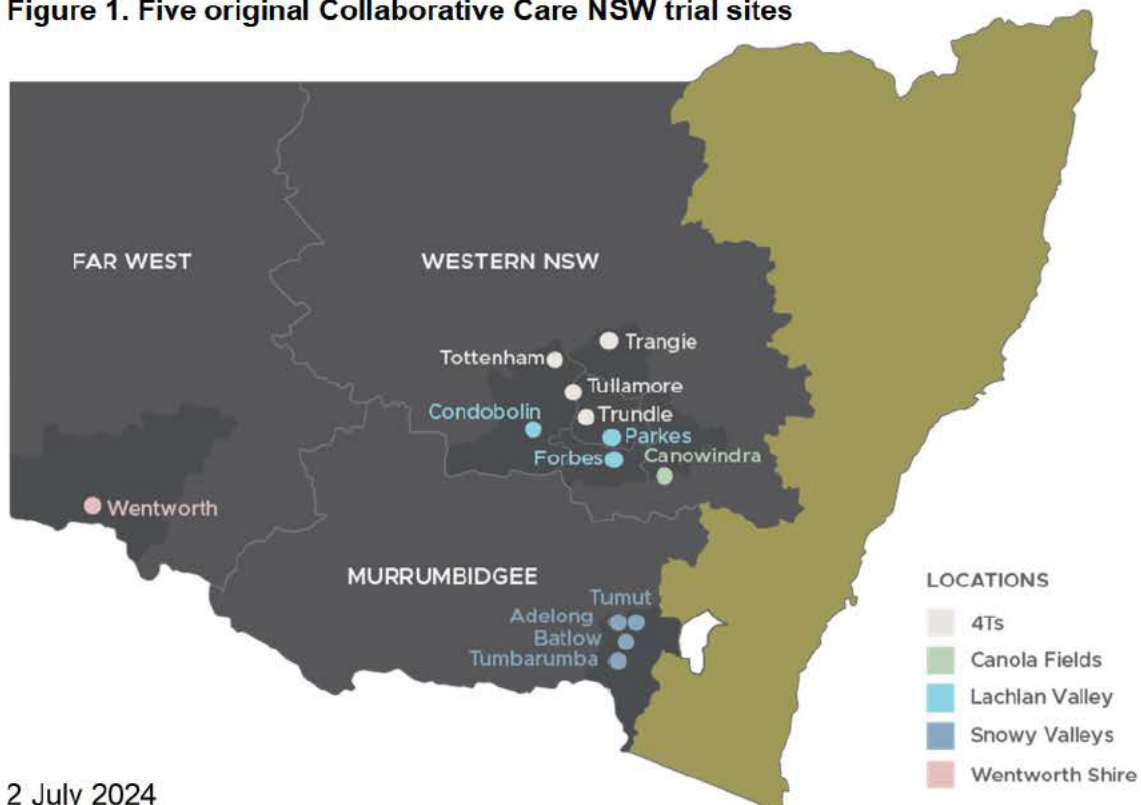 Figure 1. Five original Collaborative Care NSW trial sites
FAR WEST
WESTERN NSW
Trangie
Tottenham
Tullamore
Condobolin
Trundle
Parkes
Forbes
Canowindra
Wentworth
MURRUMBIDGEE
Tumut
Adelong
Batlow
Tumbarumba
LOCATIONS
4Ts
Canola Fields
Lachlan Valley
Snowy Valleys
Wentworth Shire
2 July 2024